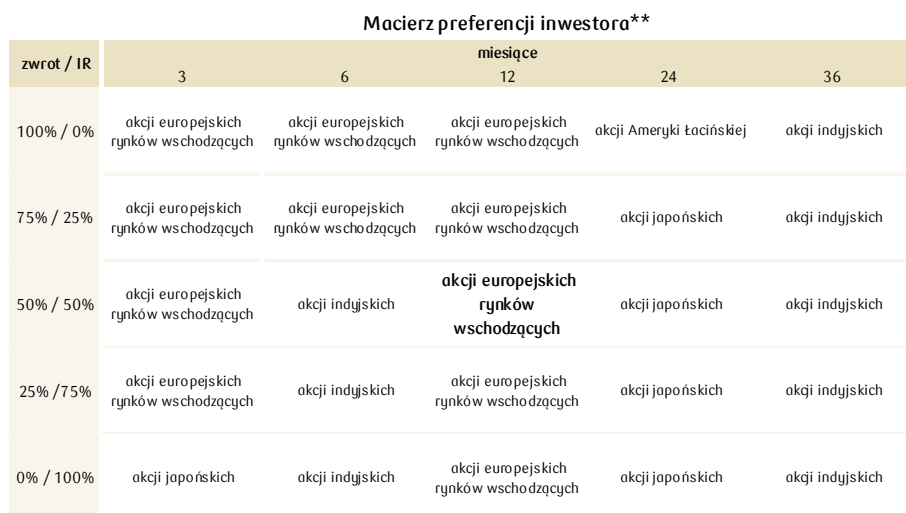 Macierz preferencji inwestora**
zwrot / IR
miesiące
3 6 12 24 36
100% / 0%
akcji europejskich
rynków wschodzących
akcji europejskich
rynków wschodzących
akcji europejskich
rynków wschodzących
akcji Ameryki Łacińskiej
akcji indyjskich
75% / 25%
akcji europejskich
rynków wschodzących
akcji europejskich
rynków wschodzących
akcji europejskich
rynków wschodzących
akcji japońskich
akcji indyjskich
50% / 50%
akcji europejskich
rynków wschodzących
akcji indyjskich
akcji europejskich
rynków
wschodzących
akcji japońskich
akcji indyjskich
25% /75%
akcji europejskich
rynków wschodzących
akcji indyjskich
akcji europejskich
rynków wschodzących
akcji japońskich
akcji indyjskich
0% / 100%
akcji japońskich
akcji indyjskich
akcji europejskich
rynków wschodzących
akcji japońskich
akcji indyjskich